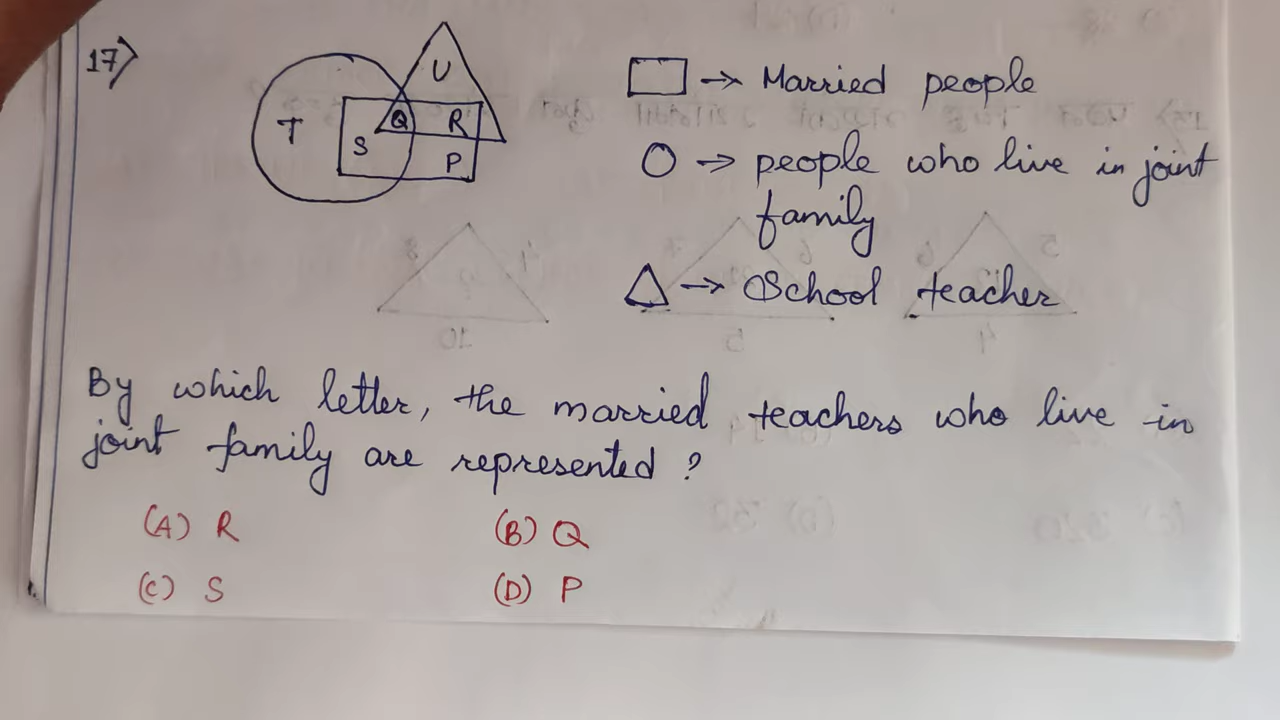 17)
U
T
Q
R
S
P
□ → Married people
○ → people who live in joint
family
△ → School teacher
By which letter, the married teachers who live in
joint family are represented ?
(A) R (B) Q
(C) S (D) P